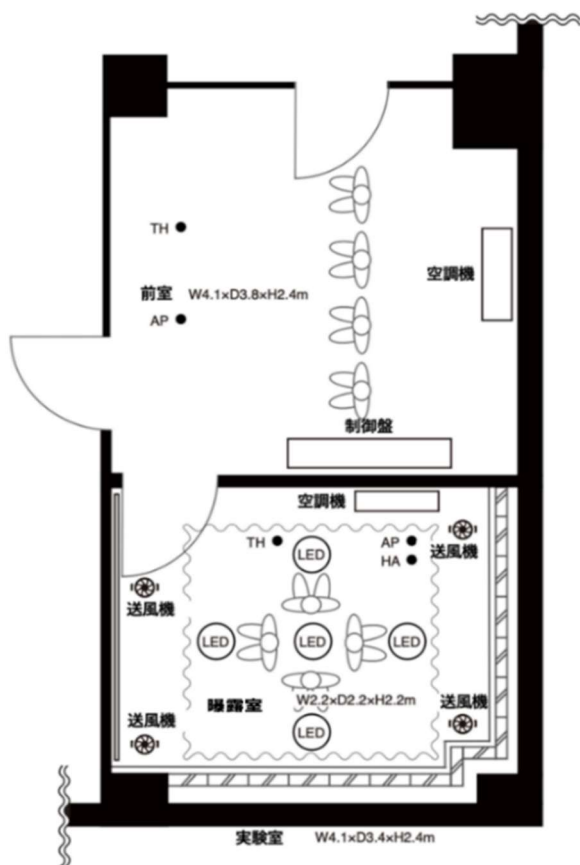 TH
空調機
前室 W4.1×D3.8×H2.4m
AP
制御盤
空調機
TH
AP
HA
送風機
LED
送風機
LED
LED
LED
曝露室
W2.2×D2.2×H2.2m
送風機
送風機
LED
実験室 W4.1×D3.4×H2.4m